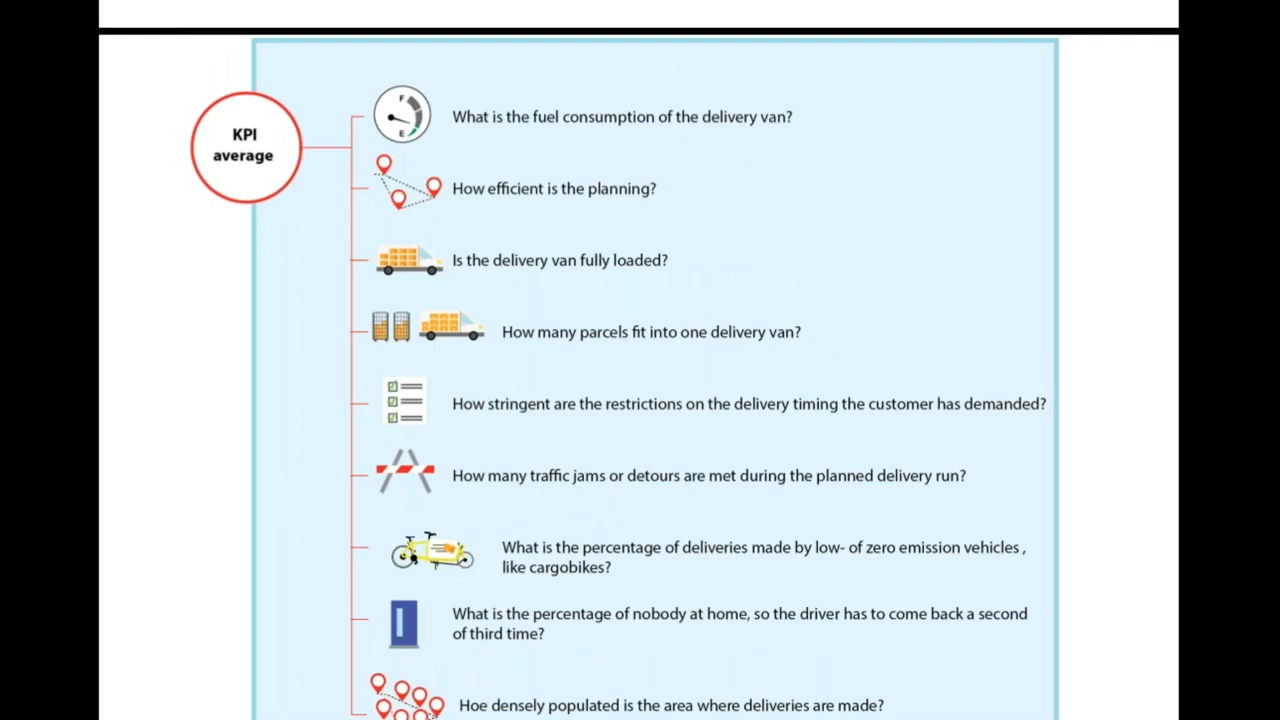 KPI
average
F
E
What is the fuel consumption of the delivery van?
How efficient is the planning?
Is the delivery van fully loaded?
How many parcels fit into one delivery van?
How stringent are the restrictions on the delivery timing the customer has demanded?
How many traffic jams or detours are met during the planned delivery run?
What is the percentage of deliveries made by low- of zero emission vehicles ,
like cargobikes?
What is the percentage of nobody at home, so the driver has to come back a second
of third time?
Hoe densely populated is the area where deliveries are made?